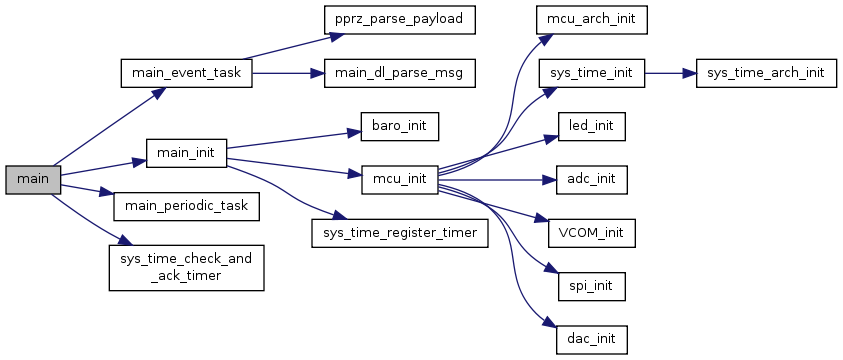 pprz_parse_payload
mcu_arch_init
main_event_task
main_dl_parse_msg
sys_time_init
sys_time_arch_init
baro_init
led_init
main_init
main
mcu_init
adc_init
main_periodic_task
sys_time_register_timer
VCOM_init
sys_time_check_and
_ack_timer
spi_init
dac_init